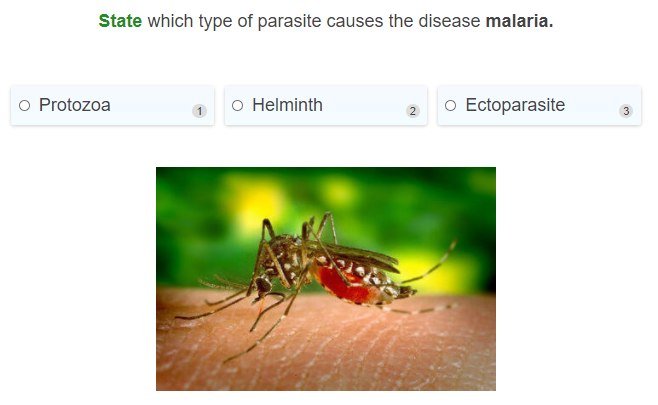 State which type of parasite causes the disease malaria.
Protozoa 1
Helminth 2
Ectoparasite 3